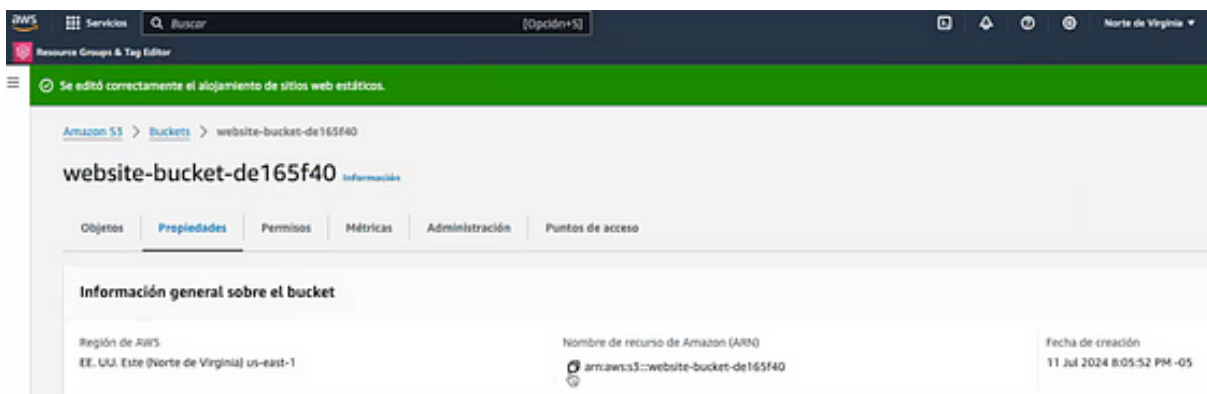 aws Servicios Buscar [Opción+S] Norte de Virginia
Resource Groups & Tag Editor
Se editó correctamente el alojamiento de sitios web estáticos.
Amazon S3 > Buckets > website-bucket-de165f40
website-bucket-de165f40 Información
Objetos Propiedades Permisos Métricas Administración Puntos de acceso
Información general sobre el bucket
Región de AWS
EE. UU. Este (Norte de Virginia) us-east-1
Nombre de recurso de Amazon (ARN)
arn:aws:s3:::website-bucket-de165f40
Fecha de creación
11 Jul 2024 8:05:52 PM -05